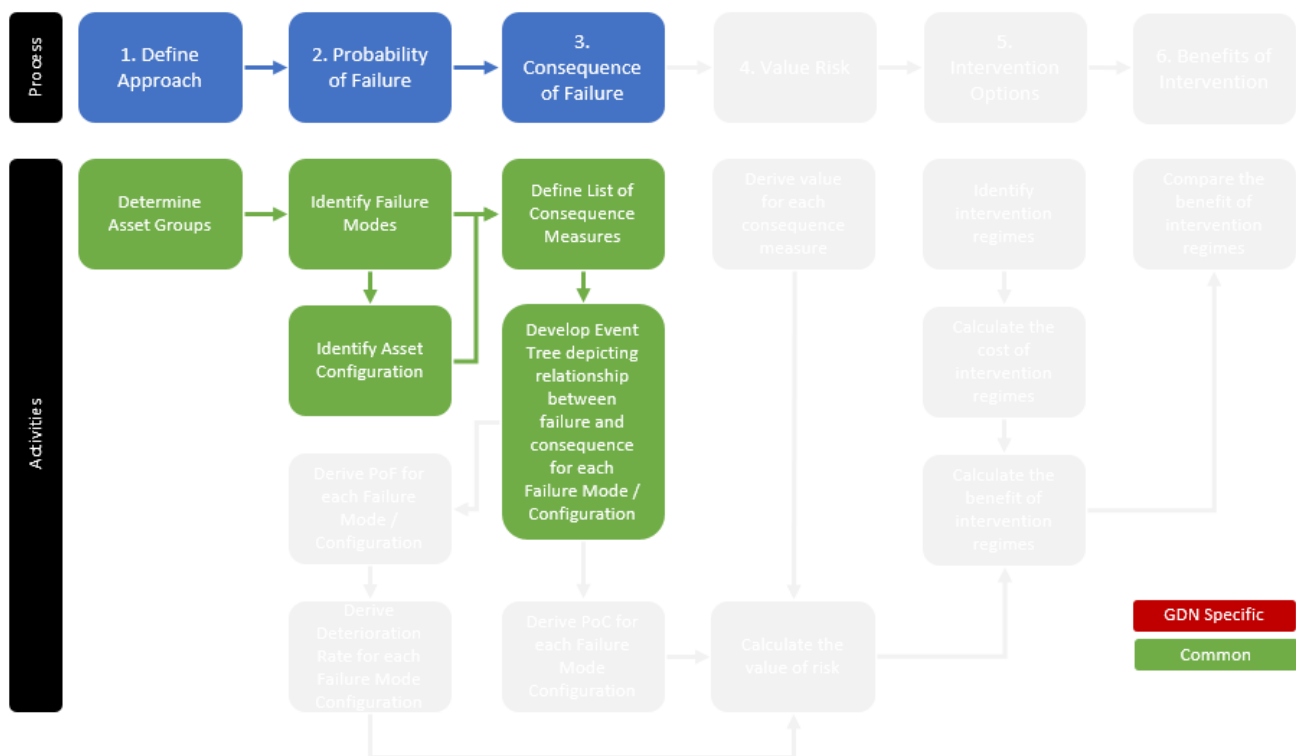 Process
1. Define
Approach
2. Probability
of Failure
3.
Consequence
of Failure
4. Value Risk
5.
Intervention
Options
6. Benefits of
Intervention
Activities
Determine
Asset Groups
Identify Failure
Modes
Define List of
Consequence
Measures
Derive value
for each
consequence
measure
Identify
intervention
regimes
Compare the
benefit of
intervention
regimes
Identify Asset
Configuration
Develop Event
Tree depicting
relationship
between
failure and
consequence
for each
Failure Mode /
Configuration
Calculate the
cost of
intervention
regimes
Derive PoF for
each Failure
Mode /
Configuration
Calculate the
benefit of
intervention
regimes
Derive
Deterioration
Rate for each
Failure Mode
Configuration
Derive PoC for
each Failure
Mode
Configuration
Calculate the
value of risk
GDN Specific
Common